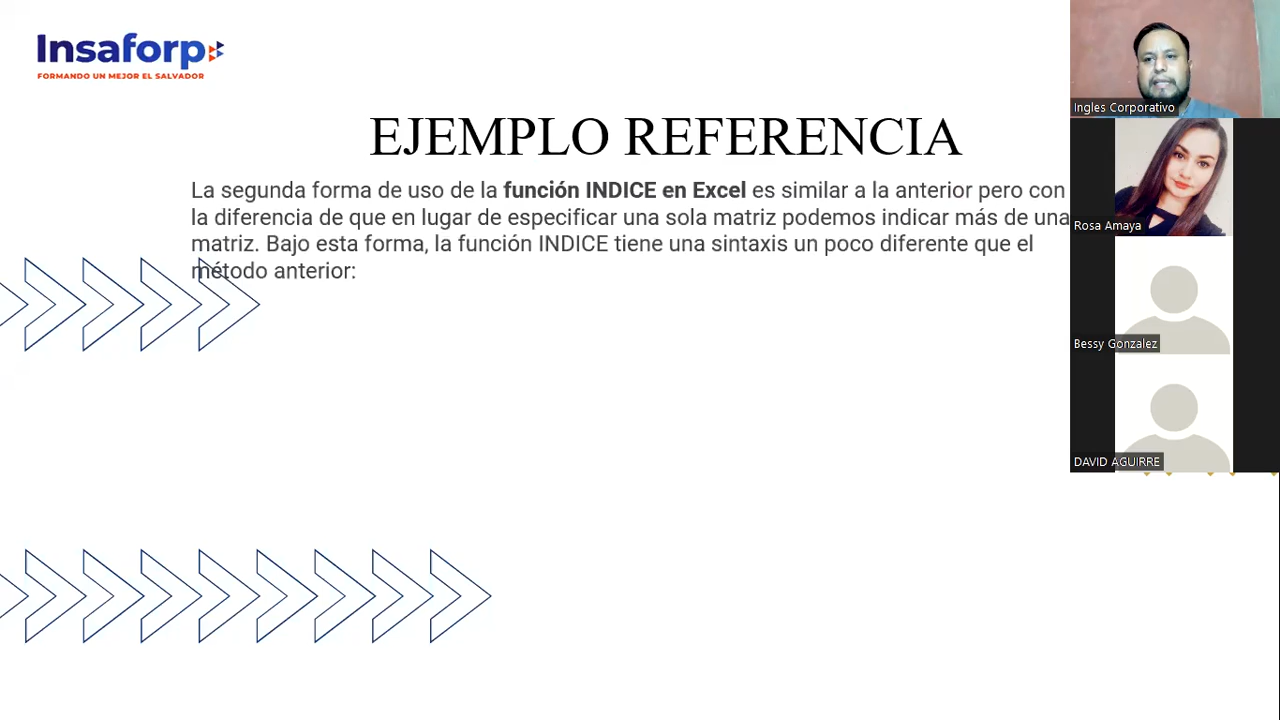 Insaforp
FORMANDO UN MEJOR EL SALVADOR
EJEMPLO REFERENCIA
La segunda forma de uso de la función INDICE en Excel es similar a la anterior pero con
la diferencia de que en lugar de especificar una sola matriz podemos indicar más de una
matriz. Bajo esta forma, la función INDICE tiene una sintaxis un poco diferente que el
método anterior:
Ingles Corporativo
Rosa Amaya
Bessy Gonzalez
DAVID AGUIRRE